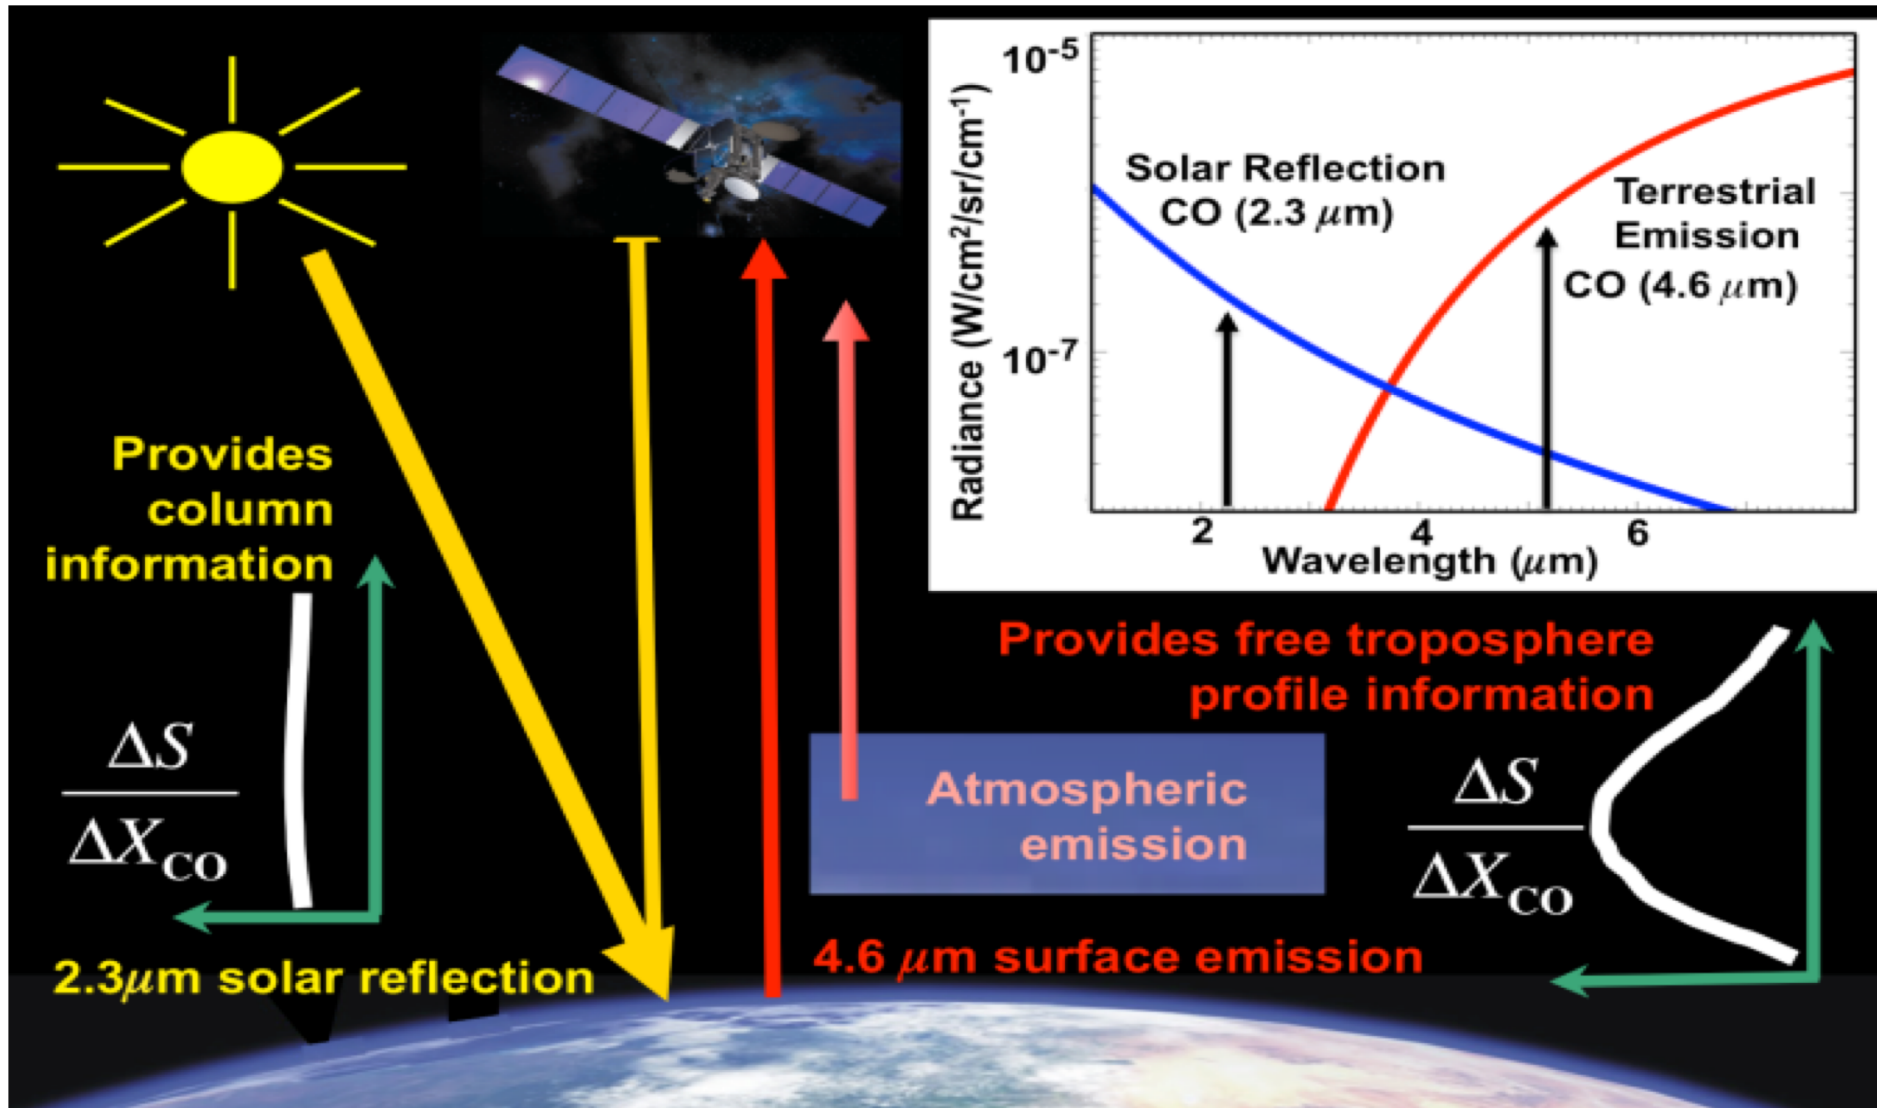 Provides
column
information
ΔS
ΔX_CO
2.3μm solar reflection
10^-5
10^-7
Radiance (W/cm²/sr/cm^-1
Solar Reflection
CO (2.3 μm)
Terrestrial
Emission
CO (4.6 μm)
2
4
6
Wavelength (μm)
Provides free troposphere
profile information
Atmospheric
emission
ΔS
ΔX_CO
4.6 μm surface emission